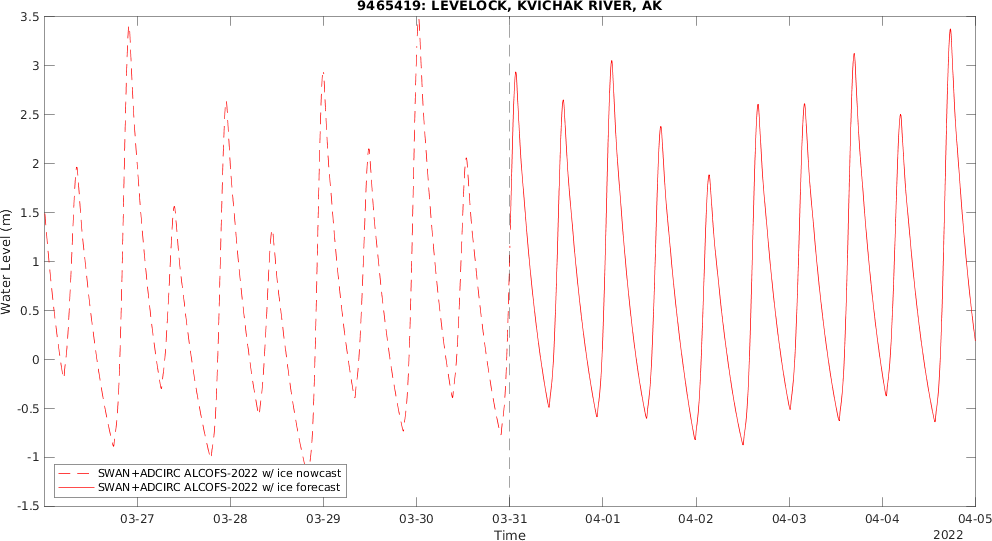 9465419: LEVELOCK, KVICHAK RIVER, AK
3.5
3
2.5
2
1.5
1
0.5
0
-0.5
-1
-1.5
Water Level (m)
SWAN+ADCIRC ALCOFS-2022 w/ ice nowcast
SWAN+ADCIRC ALCOFS-2022 w/ ice forecast
03-27 03-28 03-29 03-30 03-31 04-01 04-02 04-03 04-04 04-05
Time
2022